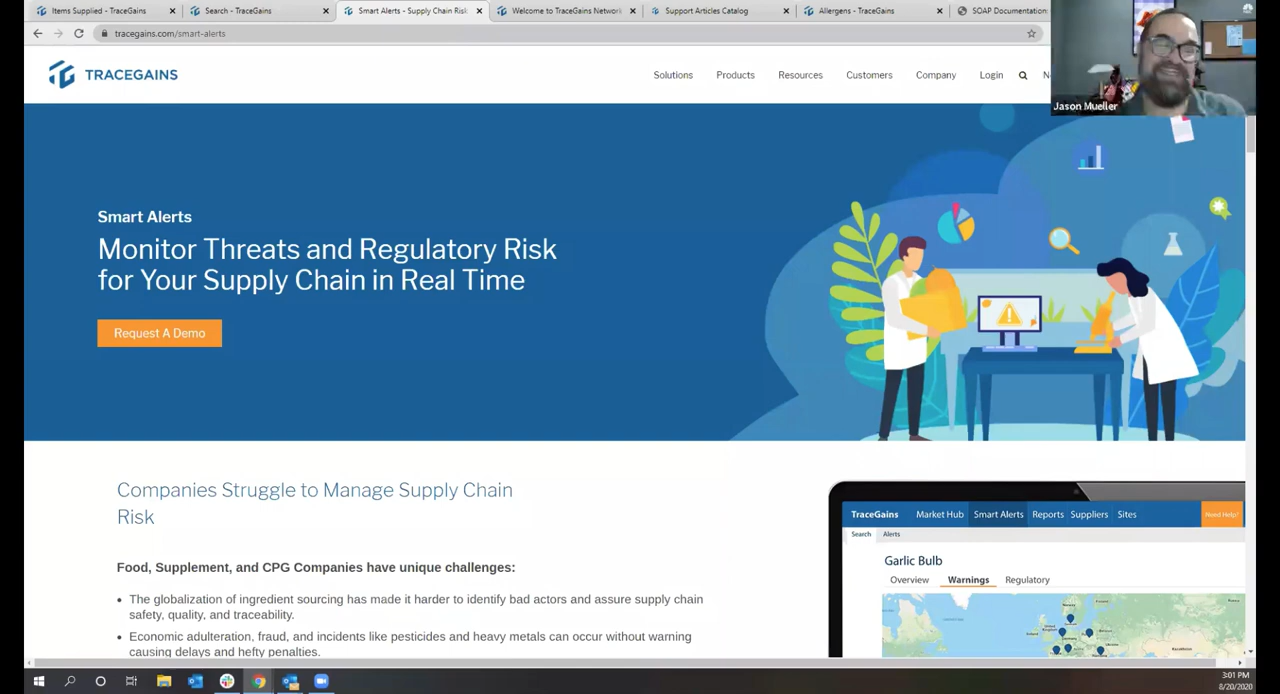 Items Supplied - TraceGains
Search - TraceGains
Smart Alerts - Supply Chain Risk
Welcome to TraceGains Network
Support Articles Catalog
Allergens - TraceGains
SOAP Documentation
tracegains.com/smart-alerts
TRACEGAINS
Solutions
Products
Resources
Customers
Company
Login
Jason Mueller
Smart Alerts
Monitor Threats and Regulatory Risk
for Your Supply Chain in Real Time
Request A Demo
Companies Struggle to Manage Supply Chain
Risk
Food, Supplement, and CPG Companies have unique challenges:
• The globalization of ingredient sourcing has made it harder to identify bad actors and assure supply chain
safety, quality, and traceability.
• Economic adulteration, fraud, and incidents like pesticides and heavy metals can occur without warning
causing delays and hefty penalties.
TraceGains
Market Hub
Smart Alerts
Reports
Suppliers
Sites
Need Help?
Search
Alerts
Garlic Bulb
Overview
Warnings
Regulatory
3:01 PM
8/20/2020